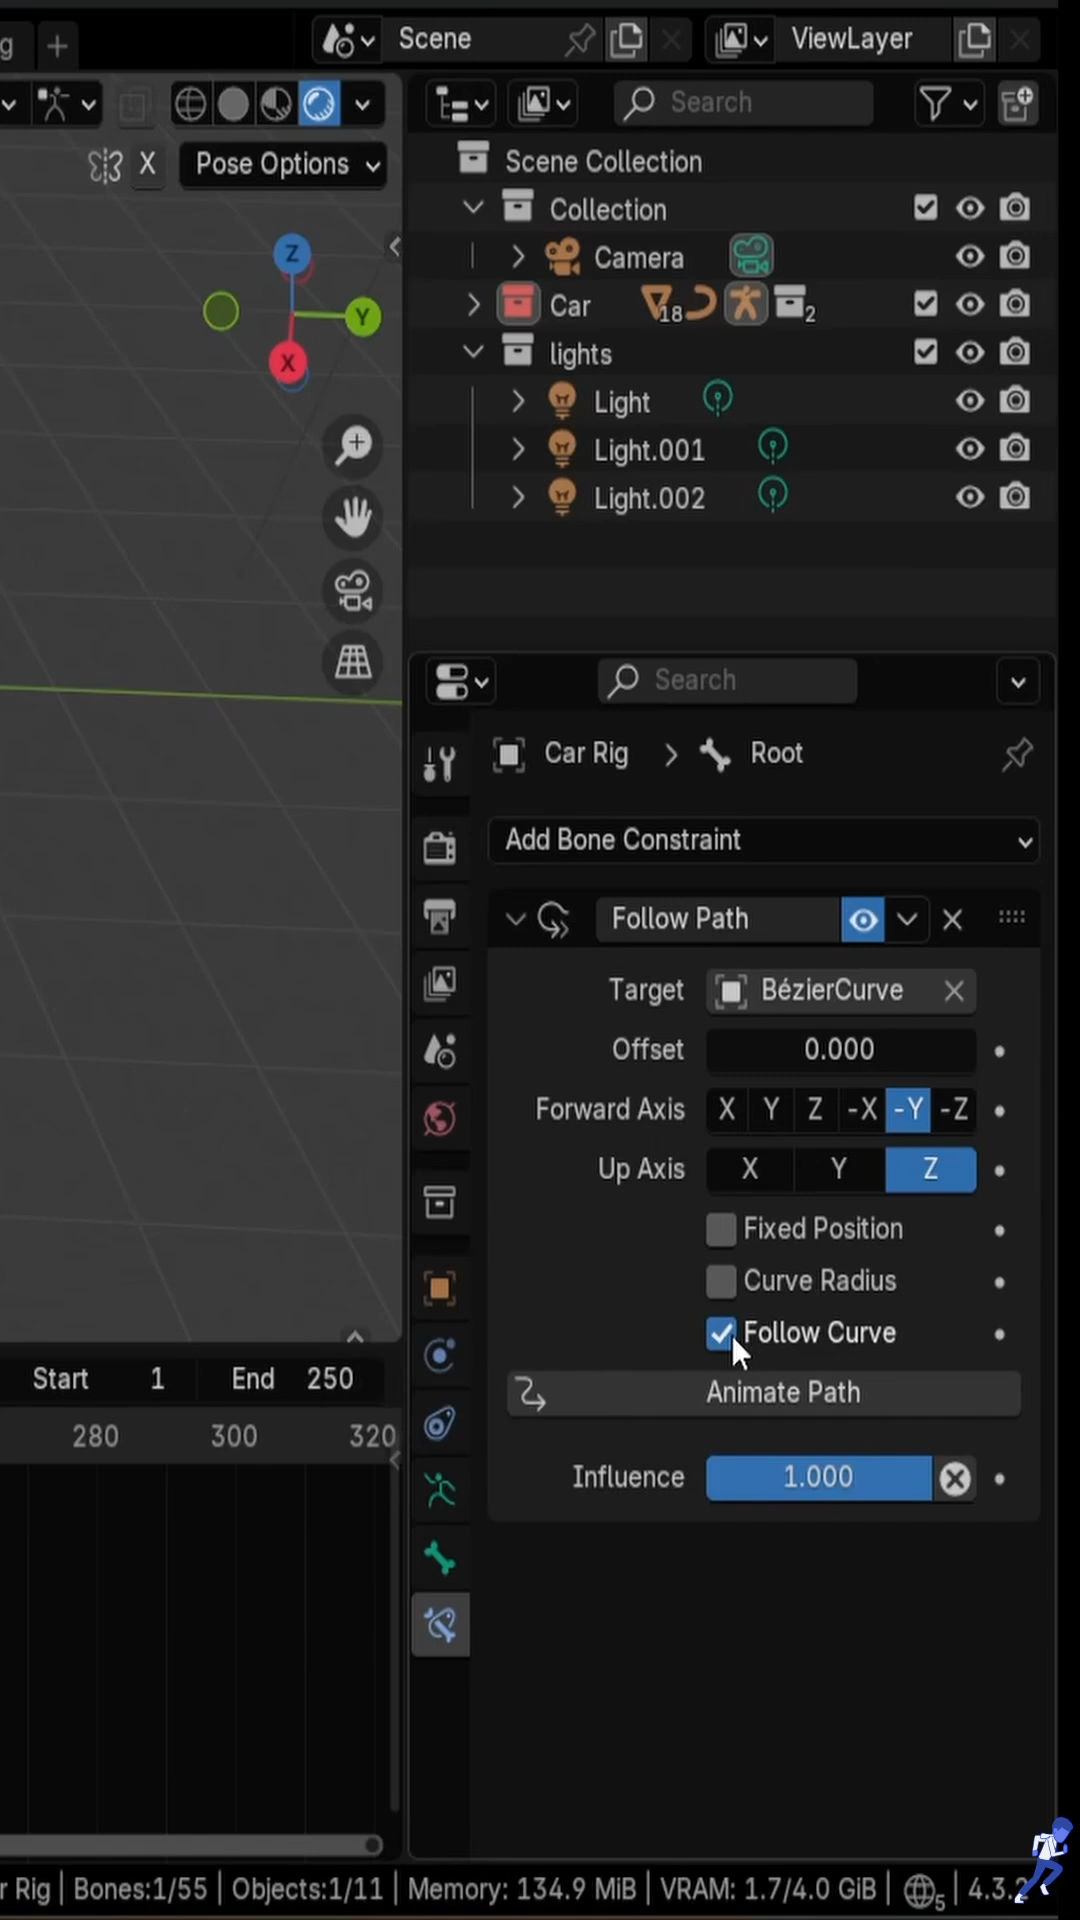 g + Scene ViewLayer
Search
X Pose Options
Scene Collection
Collection
Z
Camera
Y
Car 18 2
X
lights
Light
Light.001
Light.002
Search
Car Rig > Root
Add Bone Constraint
Follow Path
Target BézierCurve
Offset 0.000
Forward Axis X Y Z -X -Y -Z
Up Axis X Y Z
Fixed Position
Curve Radius
Follow Curve
Start 1 End 250
Animate Path
280 300 320
Influence 1.000
r Rig | Bones:1/55 | Objects:1/11 | Memory: 134.9 MiB | VRAM: 1.7/4.0 GiB | 5 | 4.3.